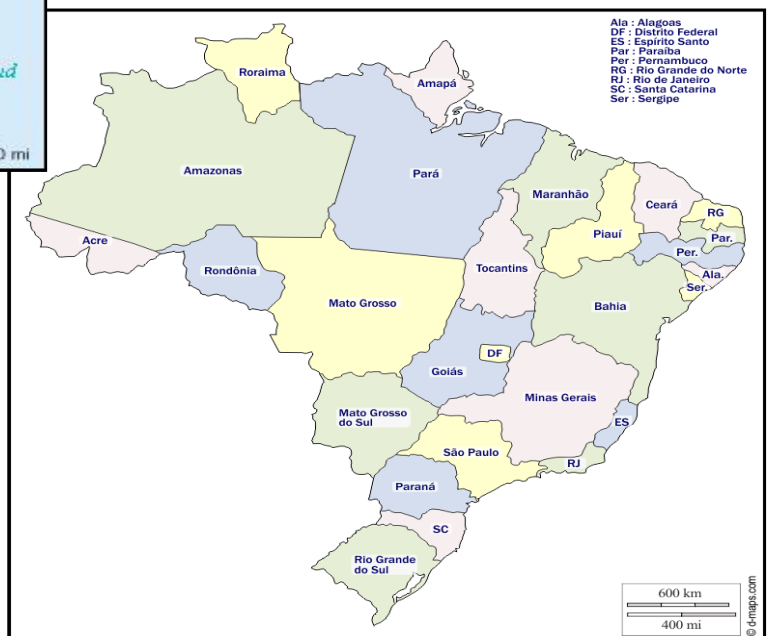 Ala : Alagoas
DF : Distrito Federal
ES : Espírito Santo
Par : Paraíba
Per : Pernambuco
RG : Rio Grande do Norte
RJ : Rio de Janeiro
SC : Santa Catarina
Ser : Sergipe
Roraima
Amapá
mi
Amazonas
Pará
Maranhão
Ceará
RG
Acre
Piauí
Par.
Per.
Rondônia
Tocantins
Ala.
Ser.
Mato Grosso
Bahia
DF
Goiás
Minas Gerais
Mato Grosso
do Sul
ES
São Paulo
RJ
Paraná
SC
Rio Grande
do Sul
600 km
400 mi
© d-maps.com